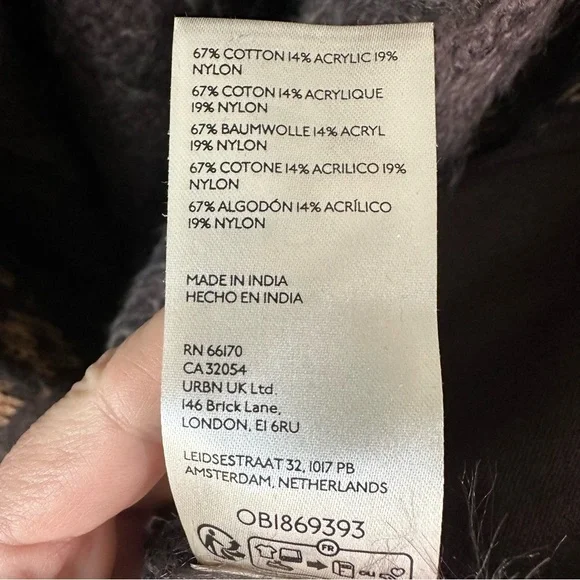 67% COTTON 14% ACRYLIC 19%
NYLON
67% COTON 14% ACRYLIQUE
19% NYLON
67% BAUMWOLLE 14% ACRYL
19% NYLON
67% COTONE 14% ACRILICO 19%
NYLON
67% ALGODÓN 14% ACRÍLICO
19% NYLON
MADE IN INDIA
HECHO EN INDIA
RN 66170
CA 32054
URBN UK Ltd.
146 Brick Lane,
LONDON, E1 6RU
LEIDSESTRAAT 32, 1017 PB
AMSTERDAM, NETHERLANDS
OB1869393
FR
OU